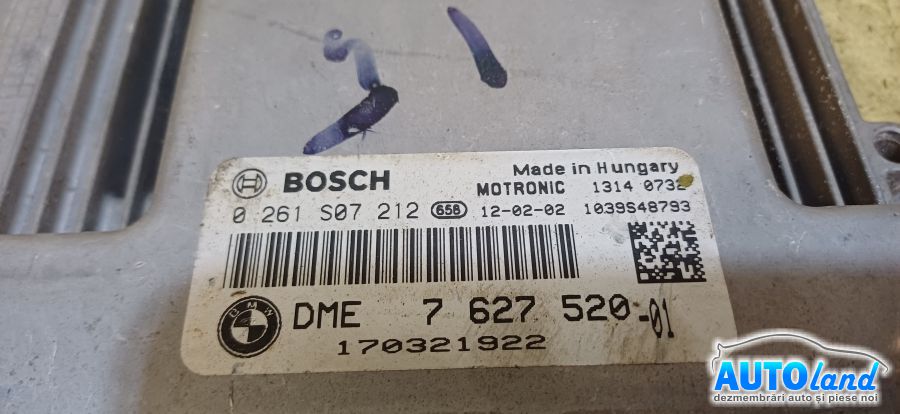 BOSCH
Made in Hungary
MOTRONIC 1314 0732
0 261 S07 212 658 12-02-02 1039S48793
BMW DME 7 627 520-01
170321922
AUTOland
dezmembrări auto și piese noi